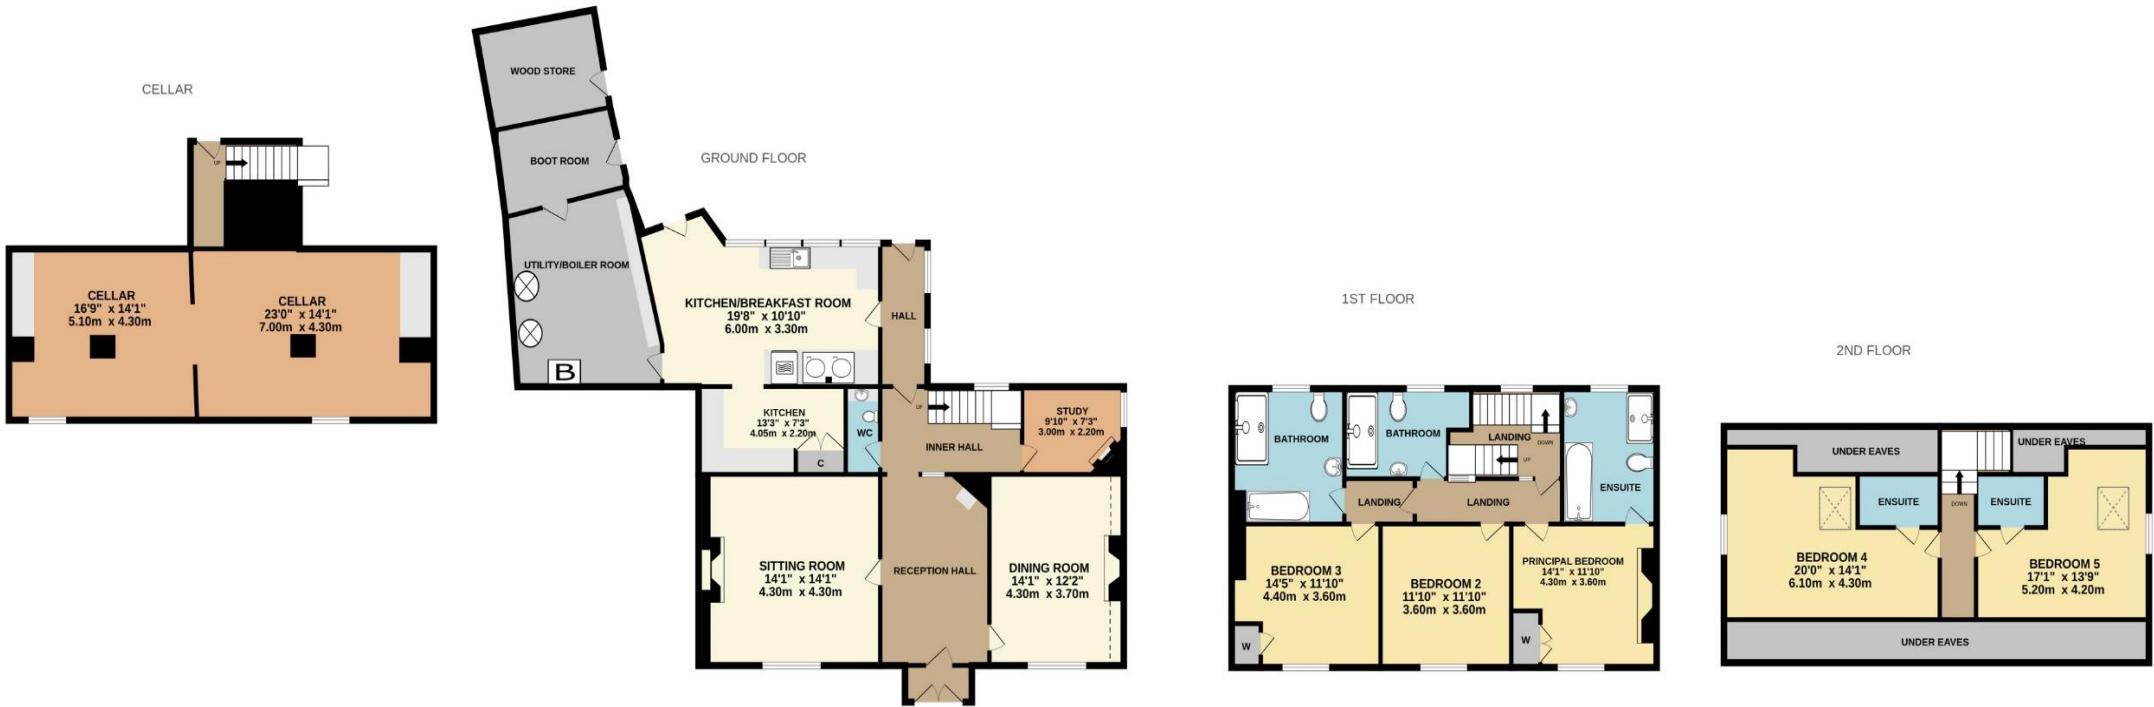 CELLAR
UP
CELLAR
16'9" x 14'1"
5.10m x 4.30m
CELLAR
23'0" x 14'1"
7.00m x 4.30m
GROUND FLOOR
WOOD STORE
BOOT ROOM
UTILITY/BOILER ROOM
B
KITCHEN/BREAKFAST ROOM
19'8" x 10'10"
6.00m x 3.30m
HALL
KITCHEN
13'3" x 7'3"
4.05m x 2.20m
C
WC
UP
INNER HALL
STUDY
9'10" x 7'3"
3.00m x 2.20m
SITTING ROOM
14'1" x 14'1"
4.30m x 4.30m
RECEPTION HALL
DINING ROOM
14'1" x 12'2"
4.30m x 3.70m
1ST FLOOR
BATHROOM
BATHROOM
LANDING
DOWN
UP
ENSUITE
LANDING
LANDING
BEDROOM 3
14'5" x 11'10"
4.40m x 3.60m
W
BEDROOM 2
11'10" x 11'10"
3.60m x 3.60m
PRINCIPAL BEDROOM
14'1" x 11'10"
4.30m x 3.60m
W
2ND FLOOR
UNDER EAVES
UNDER EAVES
ENSUITE
DOWN
ENSUITE
BEDROOM 4
20'0" x 14'1"
6.10m x 4.30m
BEDROOM 5
17'1" x 13'9"
5.20m x 4.20m
UNDER EAVES